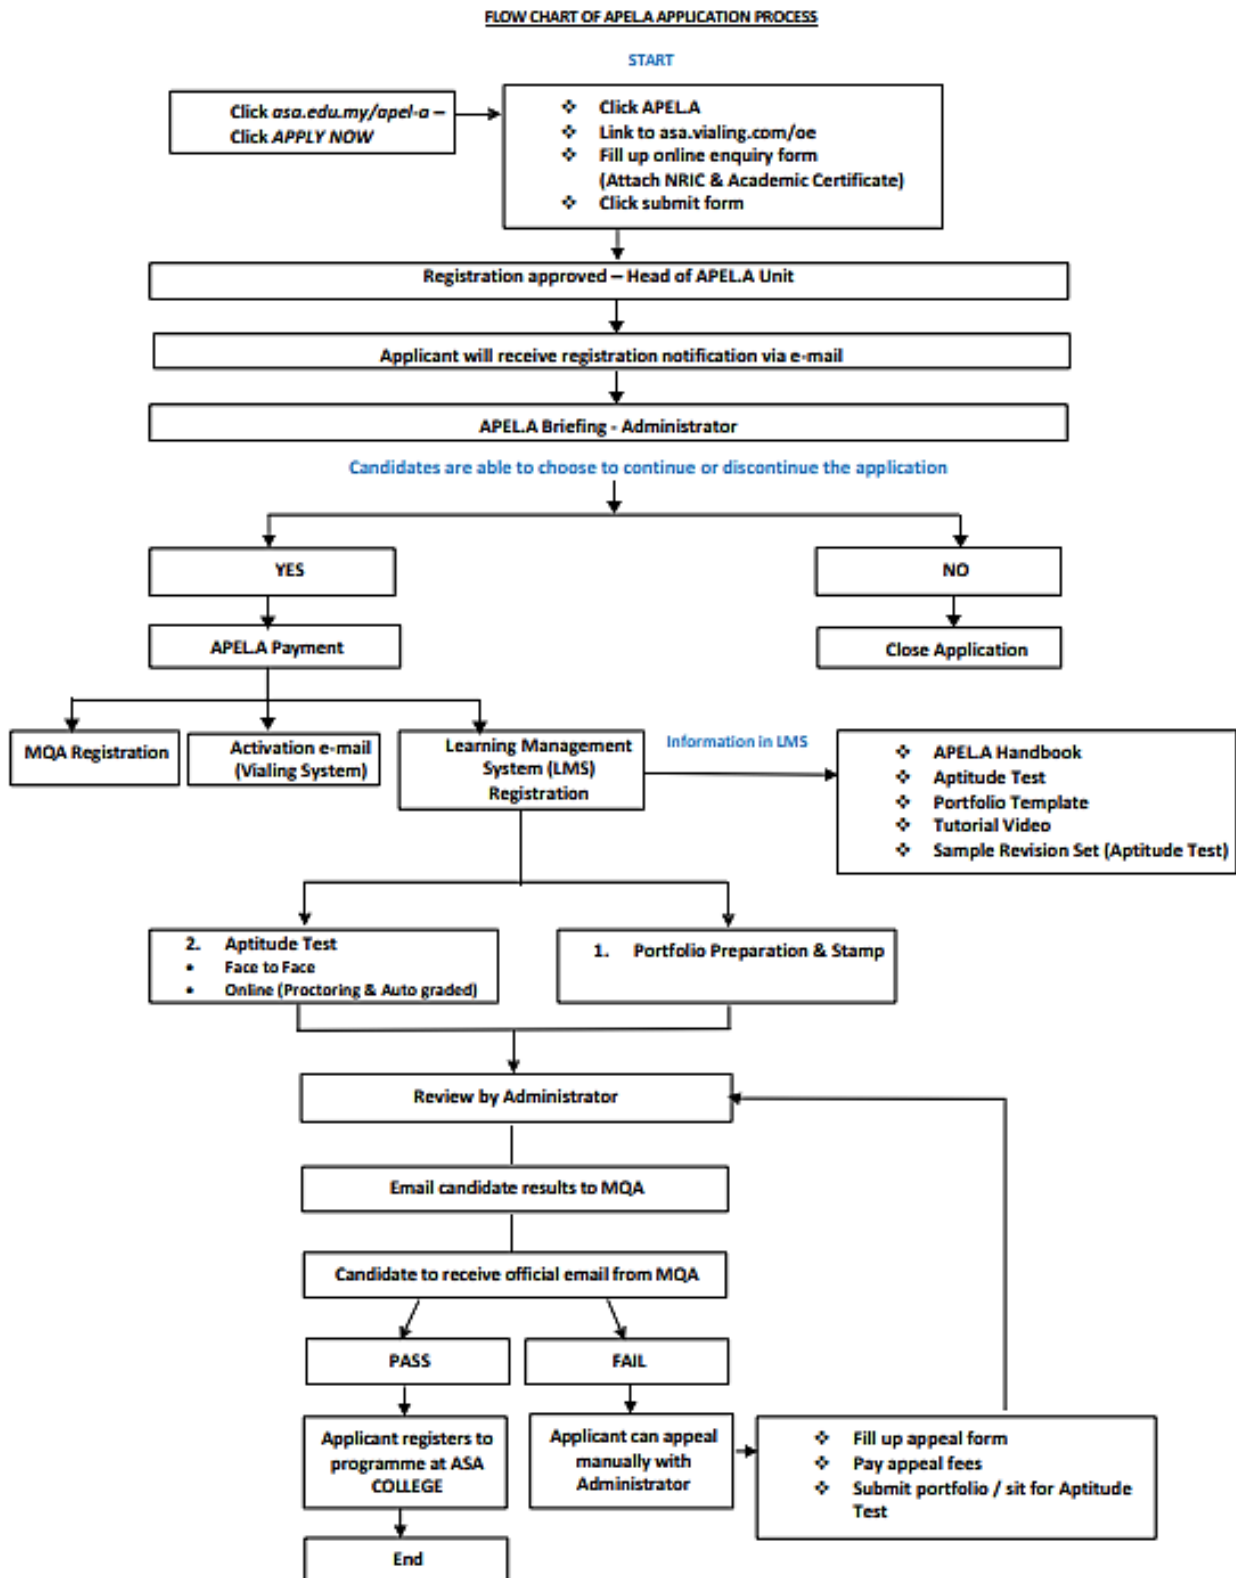 FLOW CHART OF APEL.A APPLICATION PROCESS
START
Click asa.edu.my/apel-a –
Click APPLY NOW
❖ Click APEL.A
❖ Link to asa.vialing.com/oe
❖ Fill up online enquiry form
(Attach NRIC & Academic Certificate)
❖ Click submit form
Registration approved – Head of APEL.A Unit
Applicant will receive registration notification via e-mail
APEL.A Briefing - Administrator
Candidates are able to choose to continue or discontinue the application
YES
NO
APEL.A Payment
Close Application
MQA Registration
Activation e-mail
(Vialing System)
Learning Management
System (LMS)
Registration
Information in LMS
❖ APEL.A Handbook
❖ Aptitude Test
❖ Portfolio Template
❖ Tutorial Video
❖ Sample Revision Set (Aptitude Test)
2. Aptitude Test
• Face to Face
• Online (Proctoring & Auto graded)
1. Portfolio Preparation & Stamp
Review by Administrator
Email candidate results to MQA
Candidate to receive official email from MQA
PASS
FAIL
Applicant registers to
programme at ASA
COLLEGE
Applicant can appeal
manually with
Administrator
❖ Fill up appeal form
❖ Pay appeal fees
❖ Submit portfolio / sit for Aptitude
Test
End